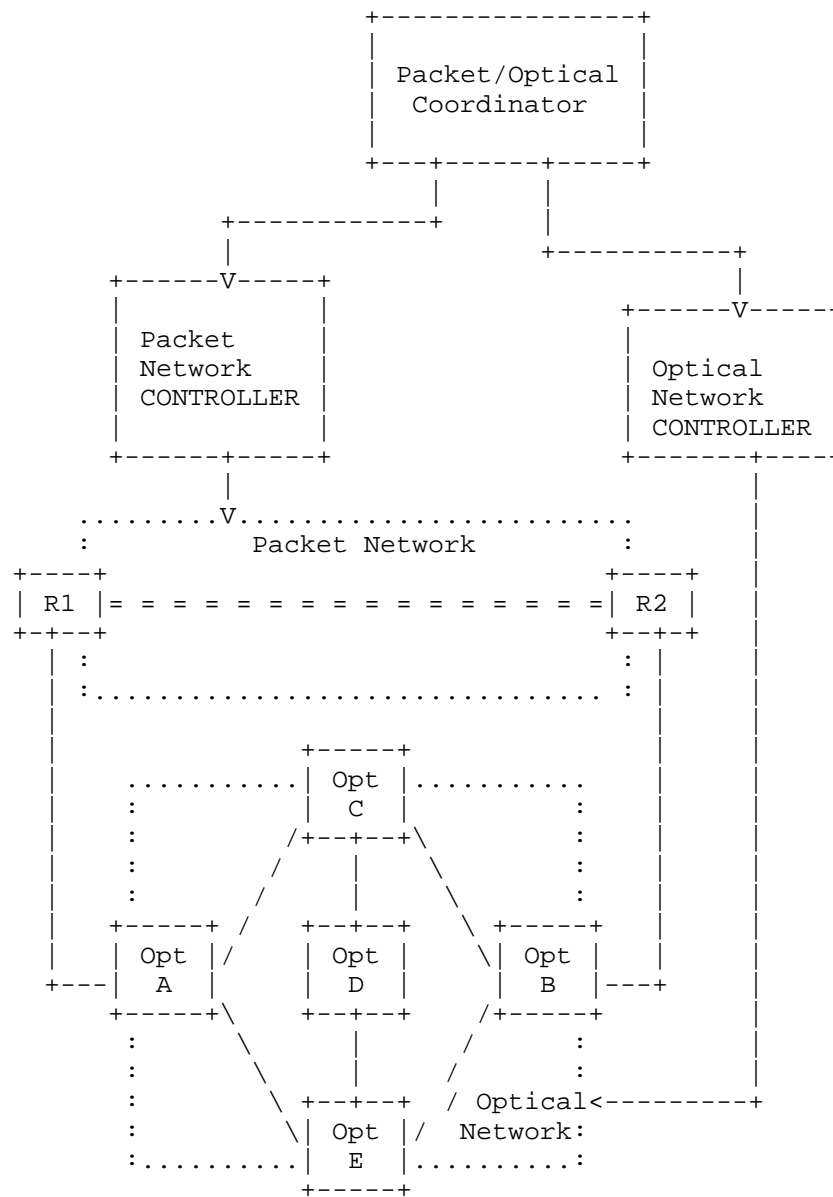 Packet/Optical
Coordinator
Packet
Network
CONTROLLER
Optical
Network
CONTROLLER
Packet Network
R1
R2
Opt
C
Opt
A
Opt
D
Opt
B
Optical
Network
Opt
E